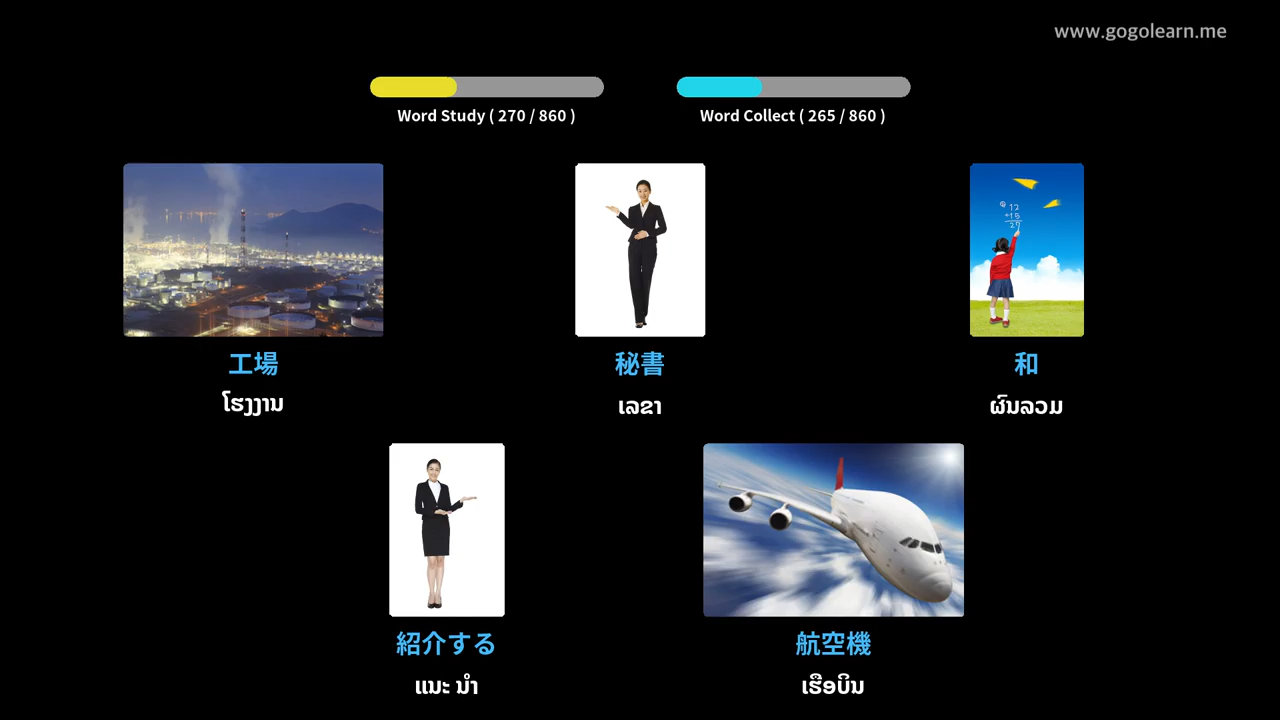 www.gogolearn.me
Word Study ( 270 / 860 )
Word Collect ( 265 / 860 )
工場
ໂຮງງານ
秘書
ເລຂາ
和
ຜົນລວມ
紹介する
ແນະ ນຳ
航空機
ເຮືອບິນ